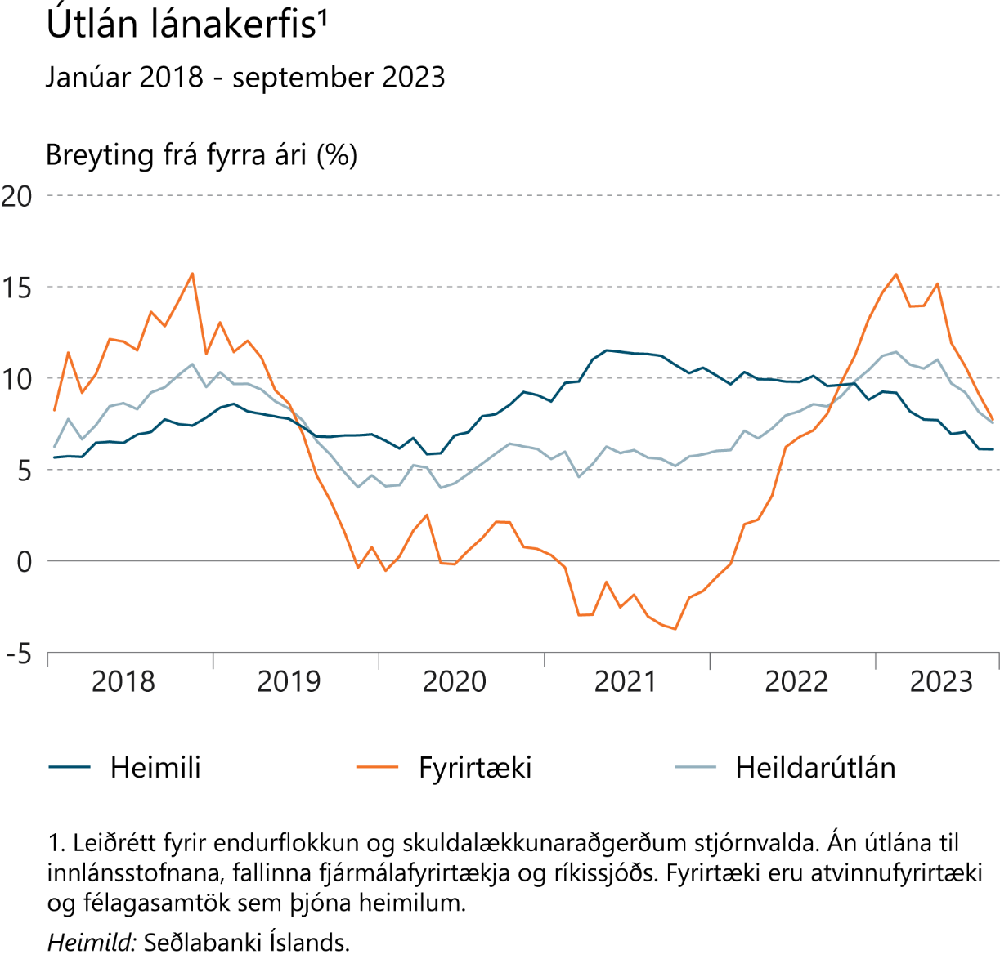 Útlán lánakerfis¹
Janúar 2018 - september 2023
Breyting frá fyrra ári (%)
20
15
10
5
0
-5
2018 2019 2020 2021 2022 2023
Heimili Fyrirtæki Heildarútlán
1. Leiðrétt fyrir endurflokkun og skuldalækkunaraðgerðum stjórnvalda. Án útlána til
innlánsstofnana, fallinna fjármálafyrirtækja og ríkissjóðs. Fyrirtæki eru atvinnufyrirtæki
og félagasamtök sem þjóna heimilum.
Heimild: Seðlabanki Íslands.